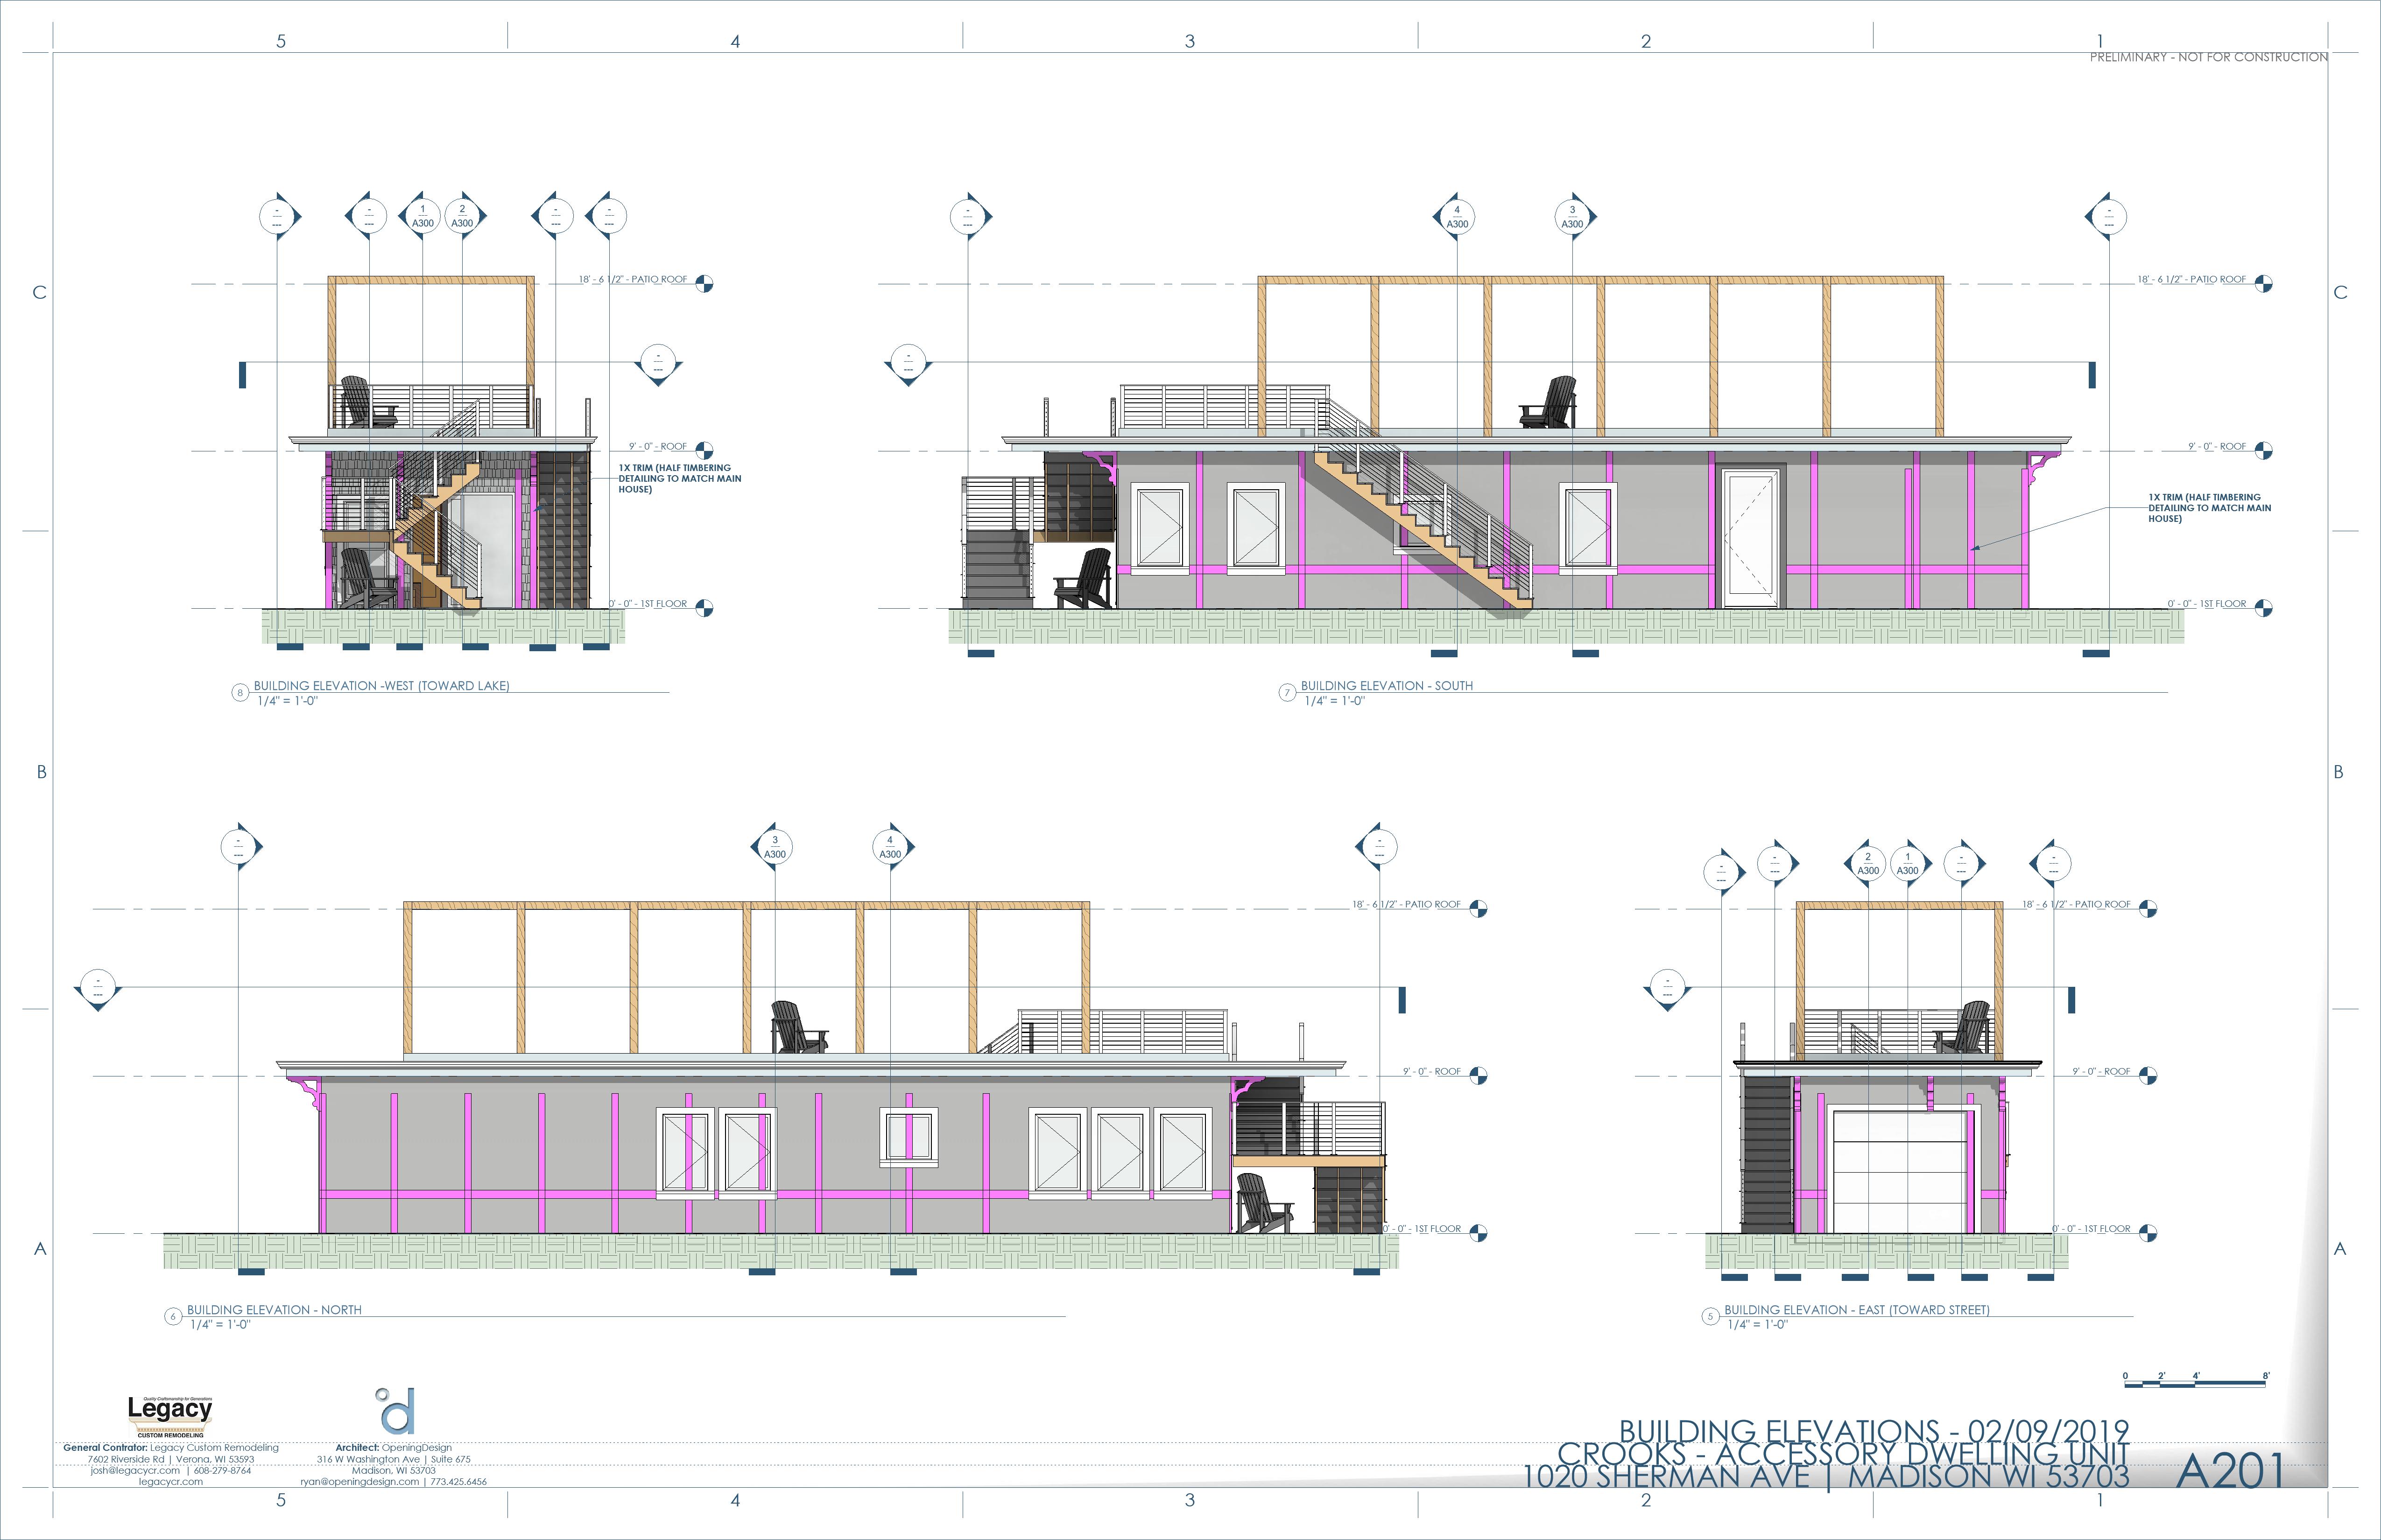 5 4 3 2 1
PRELIMINARY - NOT FOR CONSTRUCTION
C
C
- --- - --- 1 A300 2 A300 - --- - ---
18' - 6 1/2" - PATIO ROOF
- ---
9' - 0" - ROOF
1X TRIM (HALF TIMBERING
DETAILING TO MATCH MAIN
HOUSE)
0' - 0" - 1ST FLOOR
8 BUILDING ELEVATION -WEST (TOWARD LAKE)
1/4" = 1'-0"
- --- 4 A300 3 A300 - ---
18' - 6 1/2" - PATIO ROOF
- ---
9' - 0" - ROOF
1X TRIM (HALF TIMBERING
DETAILING TO MATCH MAIN
HOUSE)
0' - 0" - 1ST FLOOR
7 BUILDING ELEVATION - SOUTH
1/4" = 1'-0"
B
B
- --- 3 A300 4 A300 - ---
18' - 6 1/2" - PATIO ROOF
- ---
9' - 0" - ROOF
0' - 0" - 1ST FLOOR
6 BUILDING ELEVATION - NORTH
1/4" = 1'-0"
- --- - --- 2 A300 1 A300 - --- - ---
18' - 6 1/2" - PATIO ROOF
- ---
9' - 0" - ROOF
0' - 0" - 1ST FLOOR
5 BUILDING ELEVATION - EAST (TOWARD STREET)
1/4" = 1'-0"
A
A
0 2' 4' 8'
Quality Craftsmanship for Generations
Legacy
CUSTOM REMODELING
General Contrator: Legacy Custom Remodeling
7602 Riverside Rd | Verona, WI 53593
josh@legacycr.com | 608-279-8764
legacycr.com
d
Architect: OpeningDesign
316 W Washington Ave | Suite 675
Madison, WI 53703
ryan@openingdesign.com | 773.425.6456
BUILDING ELEVATIONS - 02/09/2019
CROOKS - ACCESSORY DWELLING UNIT
1020 SHERMAN AVE | MADISON WI 53703
A201
5 4 3 2 1